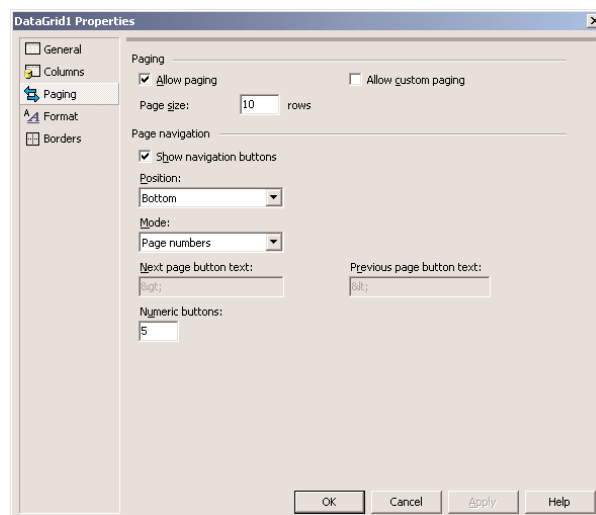 DataGrid1 Properties
General
Columns
Paging
Format
Borders
Paging
Allow paging
Allow custom paging
Page size: 10 rows
Page navigation
Show navigation buttons
Position:
Bottom
Mode:
Page numbers
Next page button text:
Previous page button text:
&gt;
&lt;
Numeric buttons:
5
OK
Cancel
Apply
Help